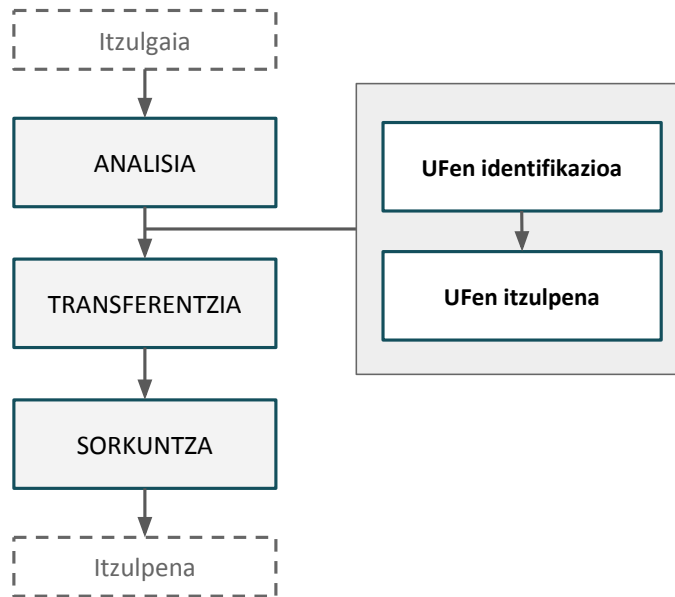 Itzulgaia
ANALISIA
UFen identifikazioa
UFen itzulpena
TRANSFERENTZIA
SORKUNTZA
Itzulpena